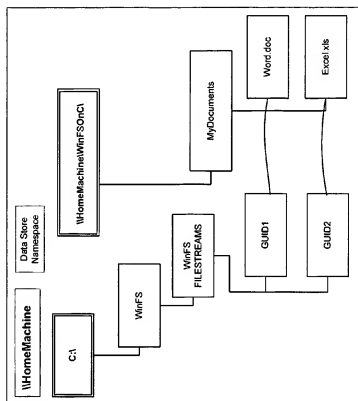 \\HomeMachine
Data Store
Namespace
C:\
\\HomeMachine\WinFSOnC\
WinFS
WinFS
FILESTREAMS
MyDocuments
GUID1
Word.doc
GUID2
Excel.xls